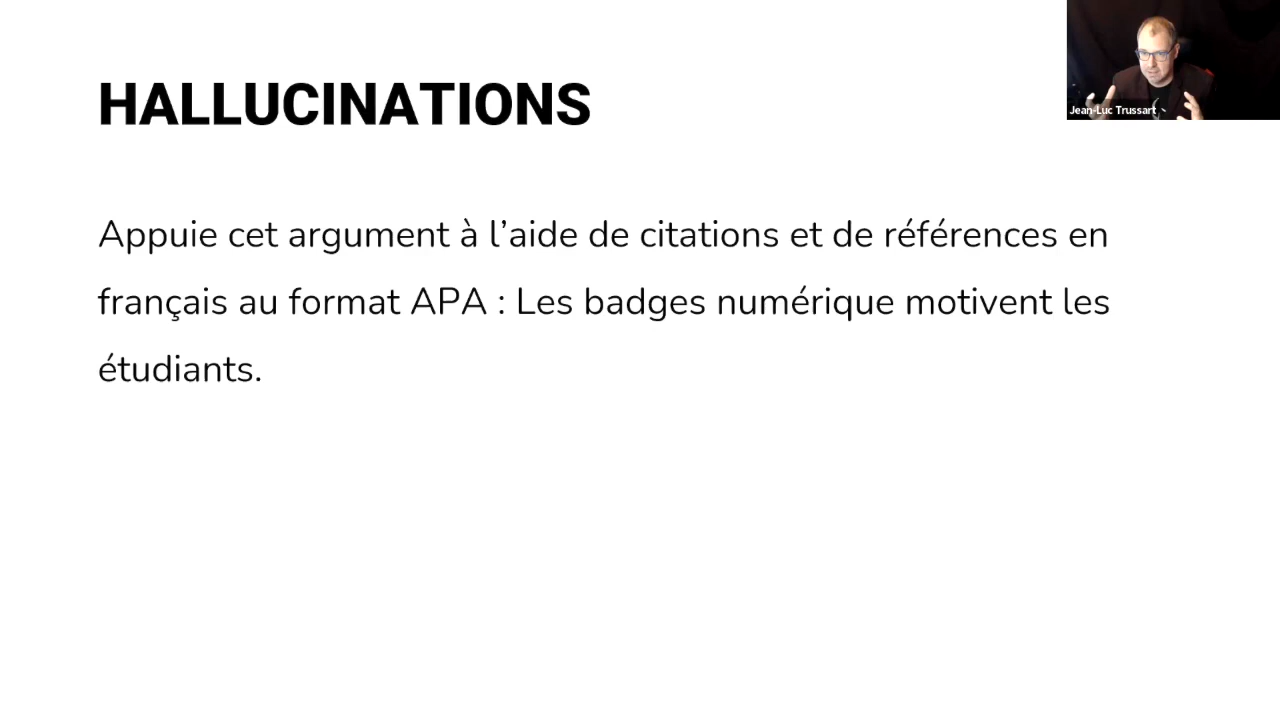 HALLUCINATIONS
Jean-Luc Trussart
Appuie cet argument à l’aide de citations et de références en
français au format APA : Les badges numérique motivent les
étudiants.